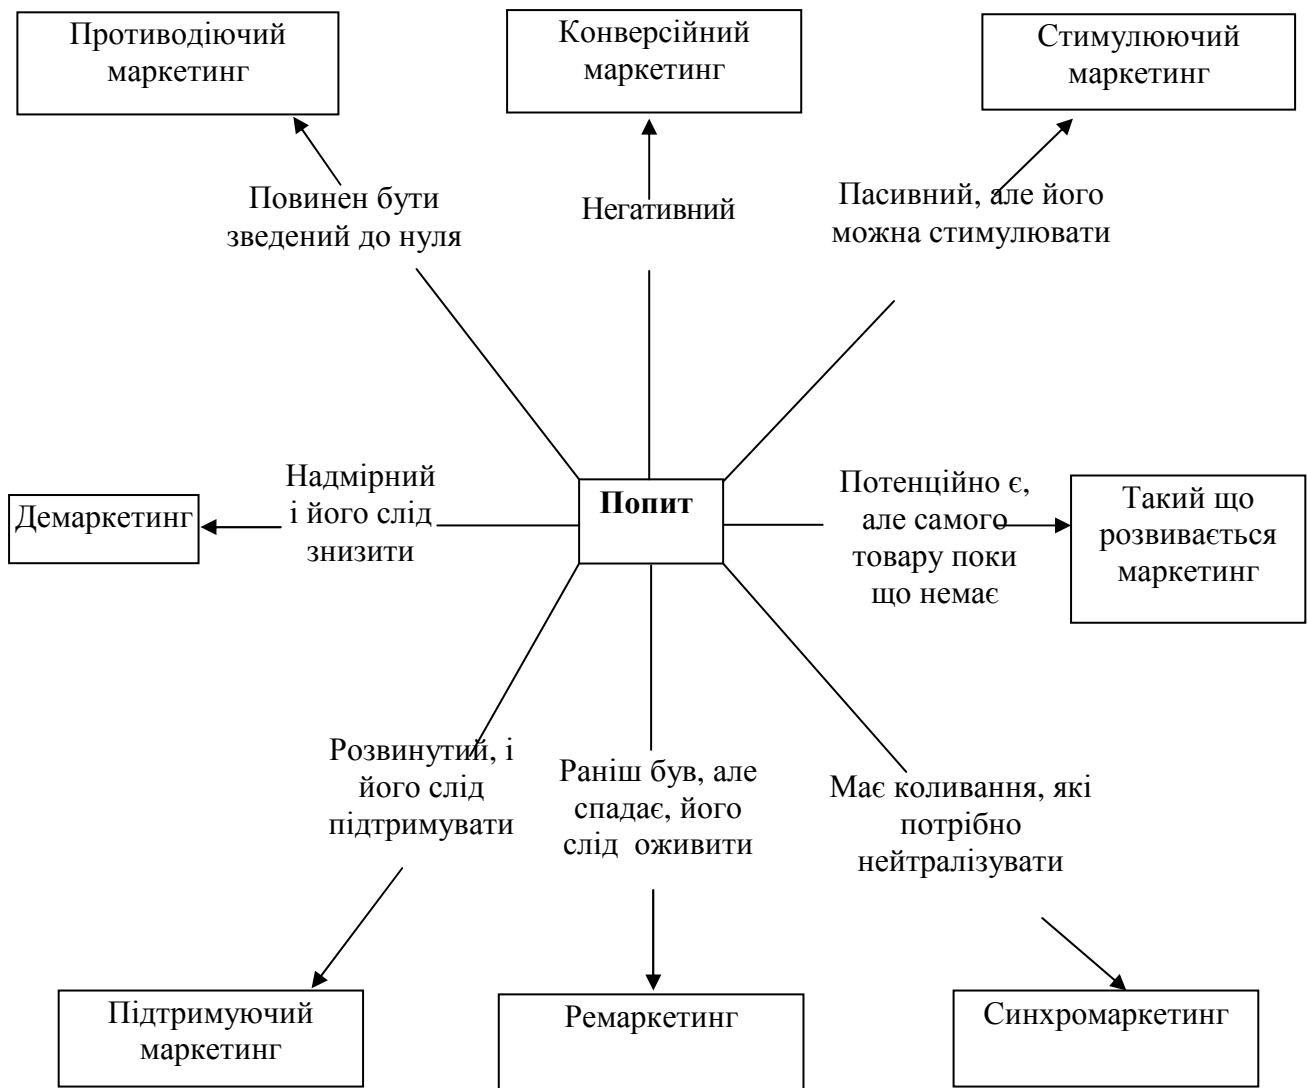 Противодіючий
маркетинг
Конверсійний
маркетинг
Стимулюючий
маркетинг
Повинен бути
зведений до нуля
Негативний
Пасивний, але його
можна стимулювати
Демаркетинг
Надмірний
і його слід
знизити
Попит
Потенційно є,
але самого
товару поки
що немає
Такий що
розвивається
маркетинг
Розвинутий, і
його слід
підтримувати
Раніш був, але
спадає, його
слід оживити
Має коливання, які
потрібно
нейтралізувати
Підтримуючий
маркетинг
Ремаркетинг
Синхромаркетинг